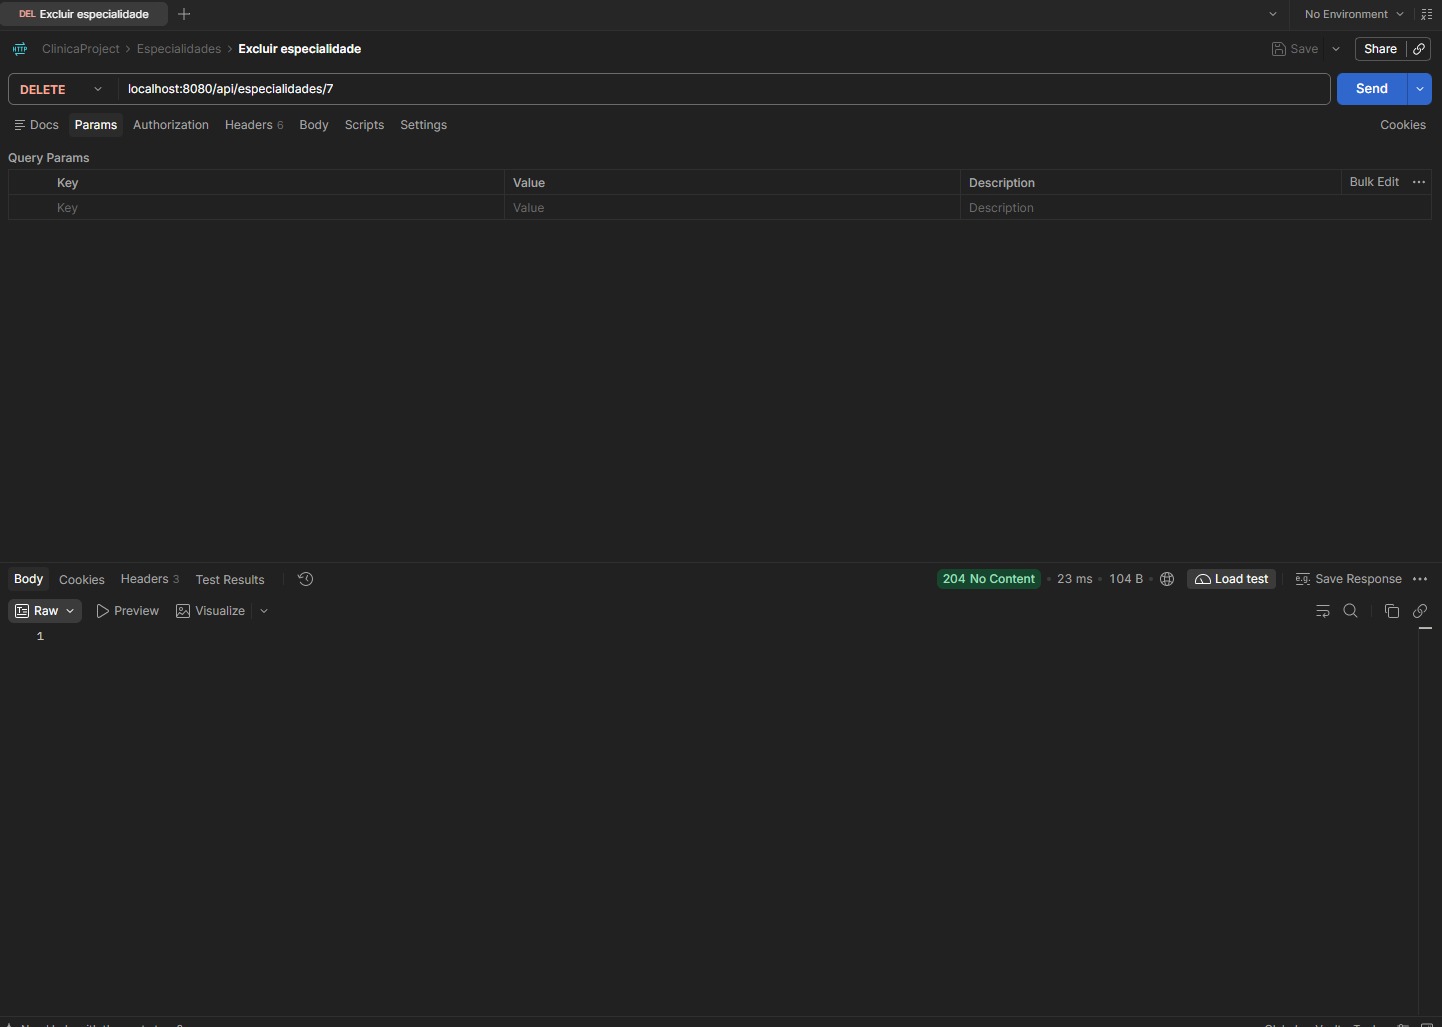 DEL Excluir especialidade
No Environment
ClinicaProject > Especialidades > Excluir especialidade
Save
Share
DELETE
localhost:8080/api/especialidades/7
Send
Docs Params Authorization Headers 6 Body Scripts Settings
Cookies
Query Params
Key Value Description Bulk Edit
Key Value Description
Body Cookies Headers 3 Test Results
204 No Content • 23 ms • 104 B
Load test
e.g. Save Response
Raw Preview Visualize
1